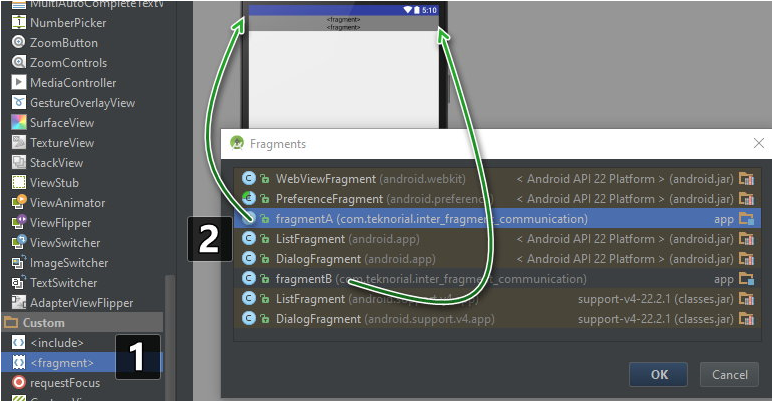 MultiAutoCompleteTextV
NumberPicker
ZoomButton
ZoomControls
MediaController
GestureOverlayView
SurfaceView
TextureView
StackView
ViewStub
ViewAnimator
ViewFlipper
ViewSwitcher
ImageSwitcher
TextSwitcher
AdapterViewFlipper
Custom
<include>
<fragment>
requestFocus
1
2
5:10
<fragment>
<fragment>
Fragments
WebViewFragment (android.webkit) < Android API 22 Platform > (android.jar)
PreferenceFragment (android.preference) < Android API 22 Platform > (android.jar)
fragmentA (com.teknorial.inter_fragment_communication) app
ListFragment (android.app) < Android API 22 Platform > (android.jar)
DialogFragment (android.app) < Android API 22 Platform > (android.jar)
fragmentB (com.teknorial.inter_fragment_communication) app
ListFragment (android.support.v4.app) support-v4-22.2.1 (classes.jar)
DialogFragment (android.support.v4.app) support-v4-22.2.1 (classes.jar)
OK
Cancel